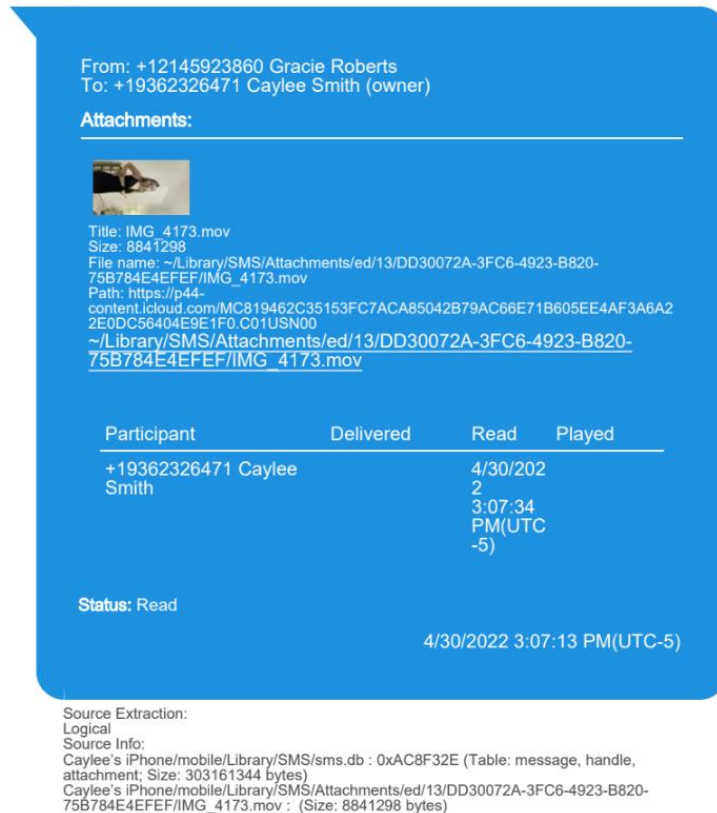 From: +12145923860 Gracie Roberts
To: +19362326471 Caylee Smith (owner)
Attachments:
Title: IMG_4173.mov
Size: 8841298
File name: ~/Library/SMS/Attachments/ed/13/DD30072A-3FC6-4923-B820-
75B784E4EFEF/IMG_4173.mov
Path: https://p44-
content.icloud.com/MC819462C35153FC7ACA85042B79AC66E71B605EE4AF3A6A2
2E0DC56404E9E1F0.C01USN00
~/Library/SMS/Attachments/ed/13/DD30072A-3FC6-4923-B820-
75B784E4EFEF/IMG_4173.mov
Participant Delivered Read Played
+19362326471 Caylee 4/30/202
Smith 2
3:07:34
PM(UTC
-5)
Status: Read
4/30/2022 3:07:13 PM(UTC-5)
Source Extraction:
Logical
Source Info:
Caylee's iPhone/mobile/Library/SMS/sms.db : 0xAC8F32E (Table: message, handle,
attachment; Size: 303161344 bytes)
Caylee's iPhone/mobile/Library/SMS/Attachments/ed/13/DD30072A-3FC6-4923-B820-
75B784E4EFEF/IMG_4173.mov : (Size: 8841298 bytes)